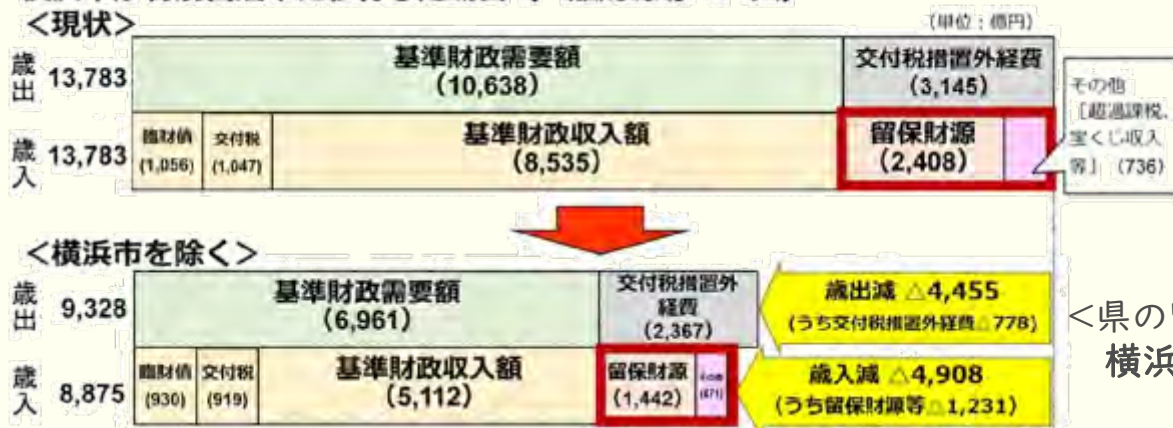 <現状>
(単位：億円)
歳出 13,783
基準財政需要額
(10,638)
交付税措置外経費
(3,145)
歳入 13,783
臨財債
(1,056)
交付税
(1,047)
基準財政収入額
(8,535)
留保財源
(2,408)
その他
［超過課税、
宝くじ収入
等］(736)
<横浜市を除く>
歳出 9,328
基準財政需要額
(6,961)
交付税措置外
経費
(2,367)
歳出減 △4,455
(うち交付税措置外経費△778)
歳入 8,875
臨財債
(930)
交付税
(919)
基準財政収入額
(5,112)
留保財源
(1,442)
その他
(471)
歳入減 △4,908
(うち留保財源等△1,231)
<県の
横浜